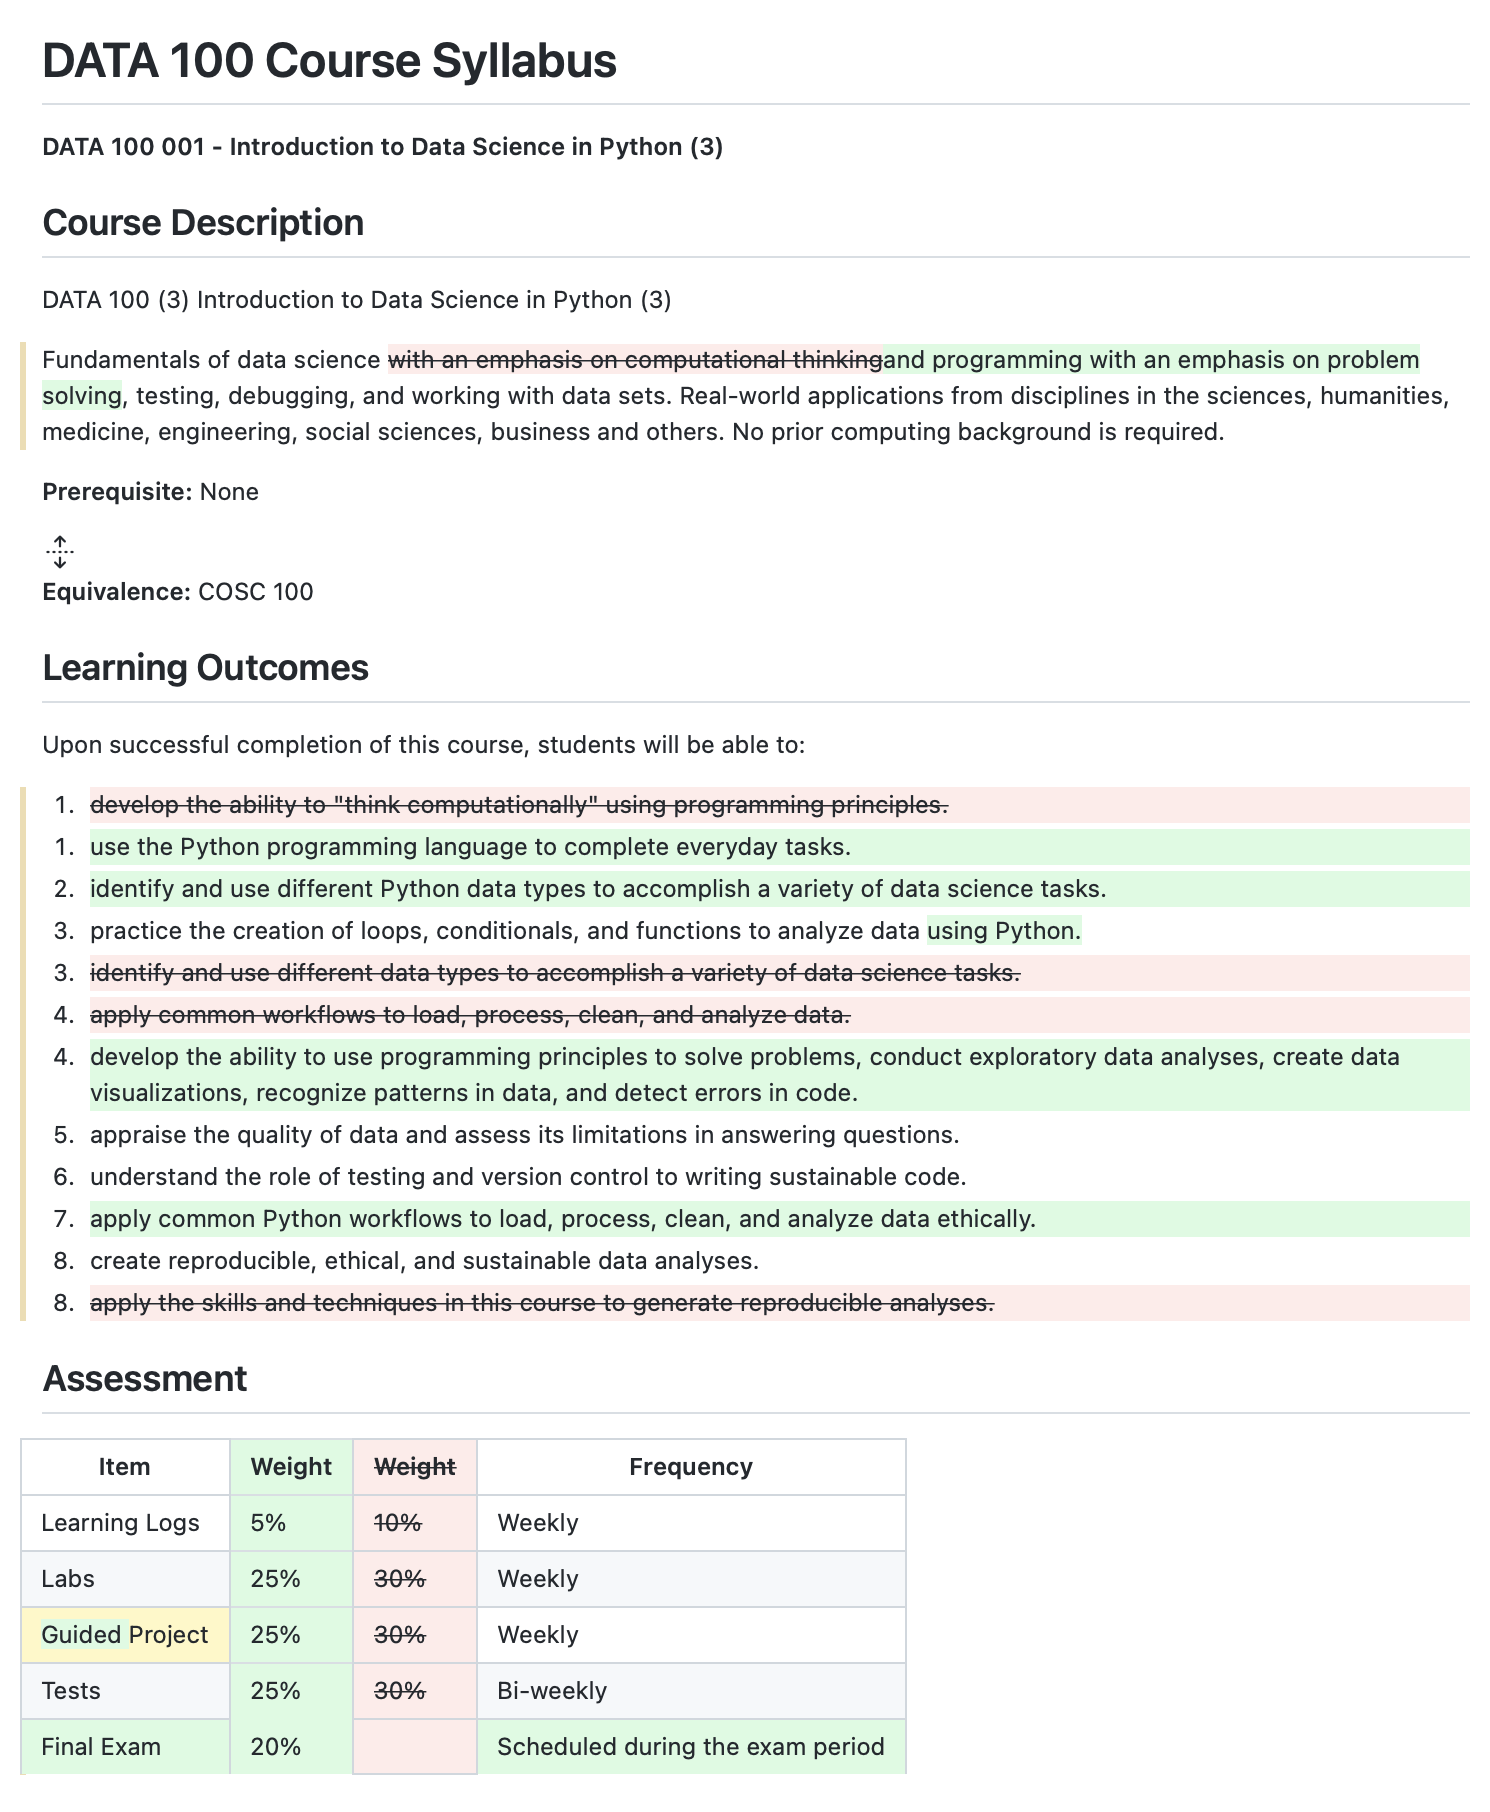 DATA 100 Course Syllabus
DATA 100 001 - Introduction to Data Science in Python (3)
Course Description
DATA 100 (3) Introduction to Data Science in Python (3)
Fundamentals of data science with an emphasis on computational thinkingand programming with an emphasis on problem
solving, testing, debugging, and working with data sets. Real-world applications from disciplines in the sciences, humanities,
medicine, engineering, social sciences, business and others. No prior computing background is required.
Prerequisite: None
Equivalence: COSC 100
Learning Outcomes
Upon successful completion of this course, students will be able to:
1. develop the ability to "think computationally" using programming principles.
1. use the Python programming language to complete everyday tasks.
2. identify and use different Python data types to accomplish a variety of data science tasks.
3. practice the creation of loops, conditionals, and functions to analyze data using Python.
3. identify and use different data types to accomplish a variety of data science tasks.
4. apply common workflows to load, process, clean, and analyze data.
4. develop the ability to use programming principles to solve problems, conduct exploratory data analyses, create data
visualizations, recognize patterns in data, and detect errors in code.
5. appraise the quality of data and assess its limitations in answering questions.
6. understand the role of testing and version control to writing sustainable code.
7. apply common Python workflows to load, process, clean, and analyze data ethically.
8. create reproducible, ethical, and sustainable data analyses.
8. apply the skills and techniques in this course to generate reproducible analyses.
Assessment
Item Weight Weight Frequency
Learning Logs 5% 10% Weekly
Labs 25% 30% Weekly
Guided Project 25% 30% Weekly
Tests 25% 30% Bi-weekly
Final Exam 20% Scheduled during the exam period